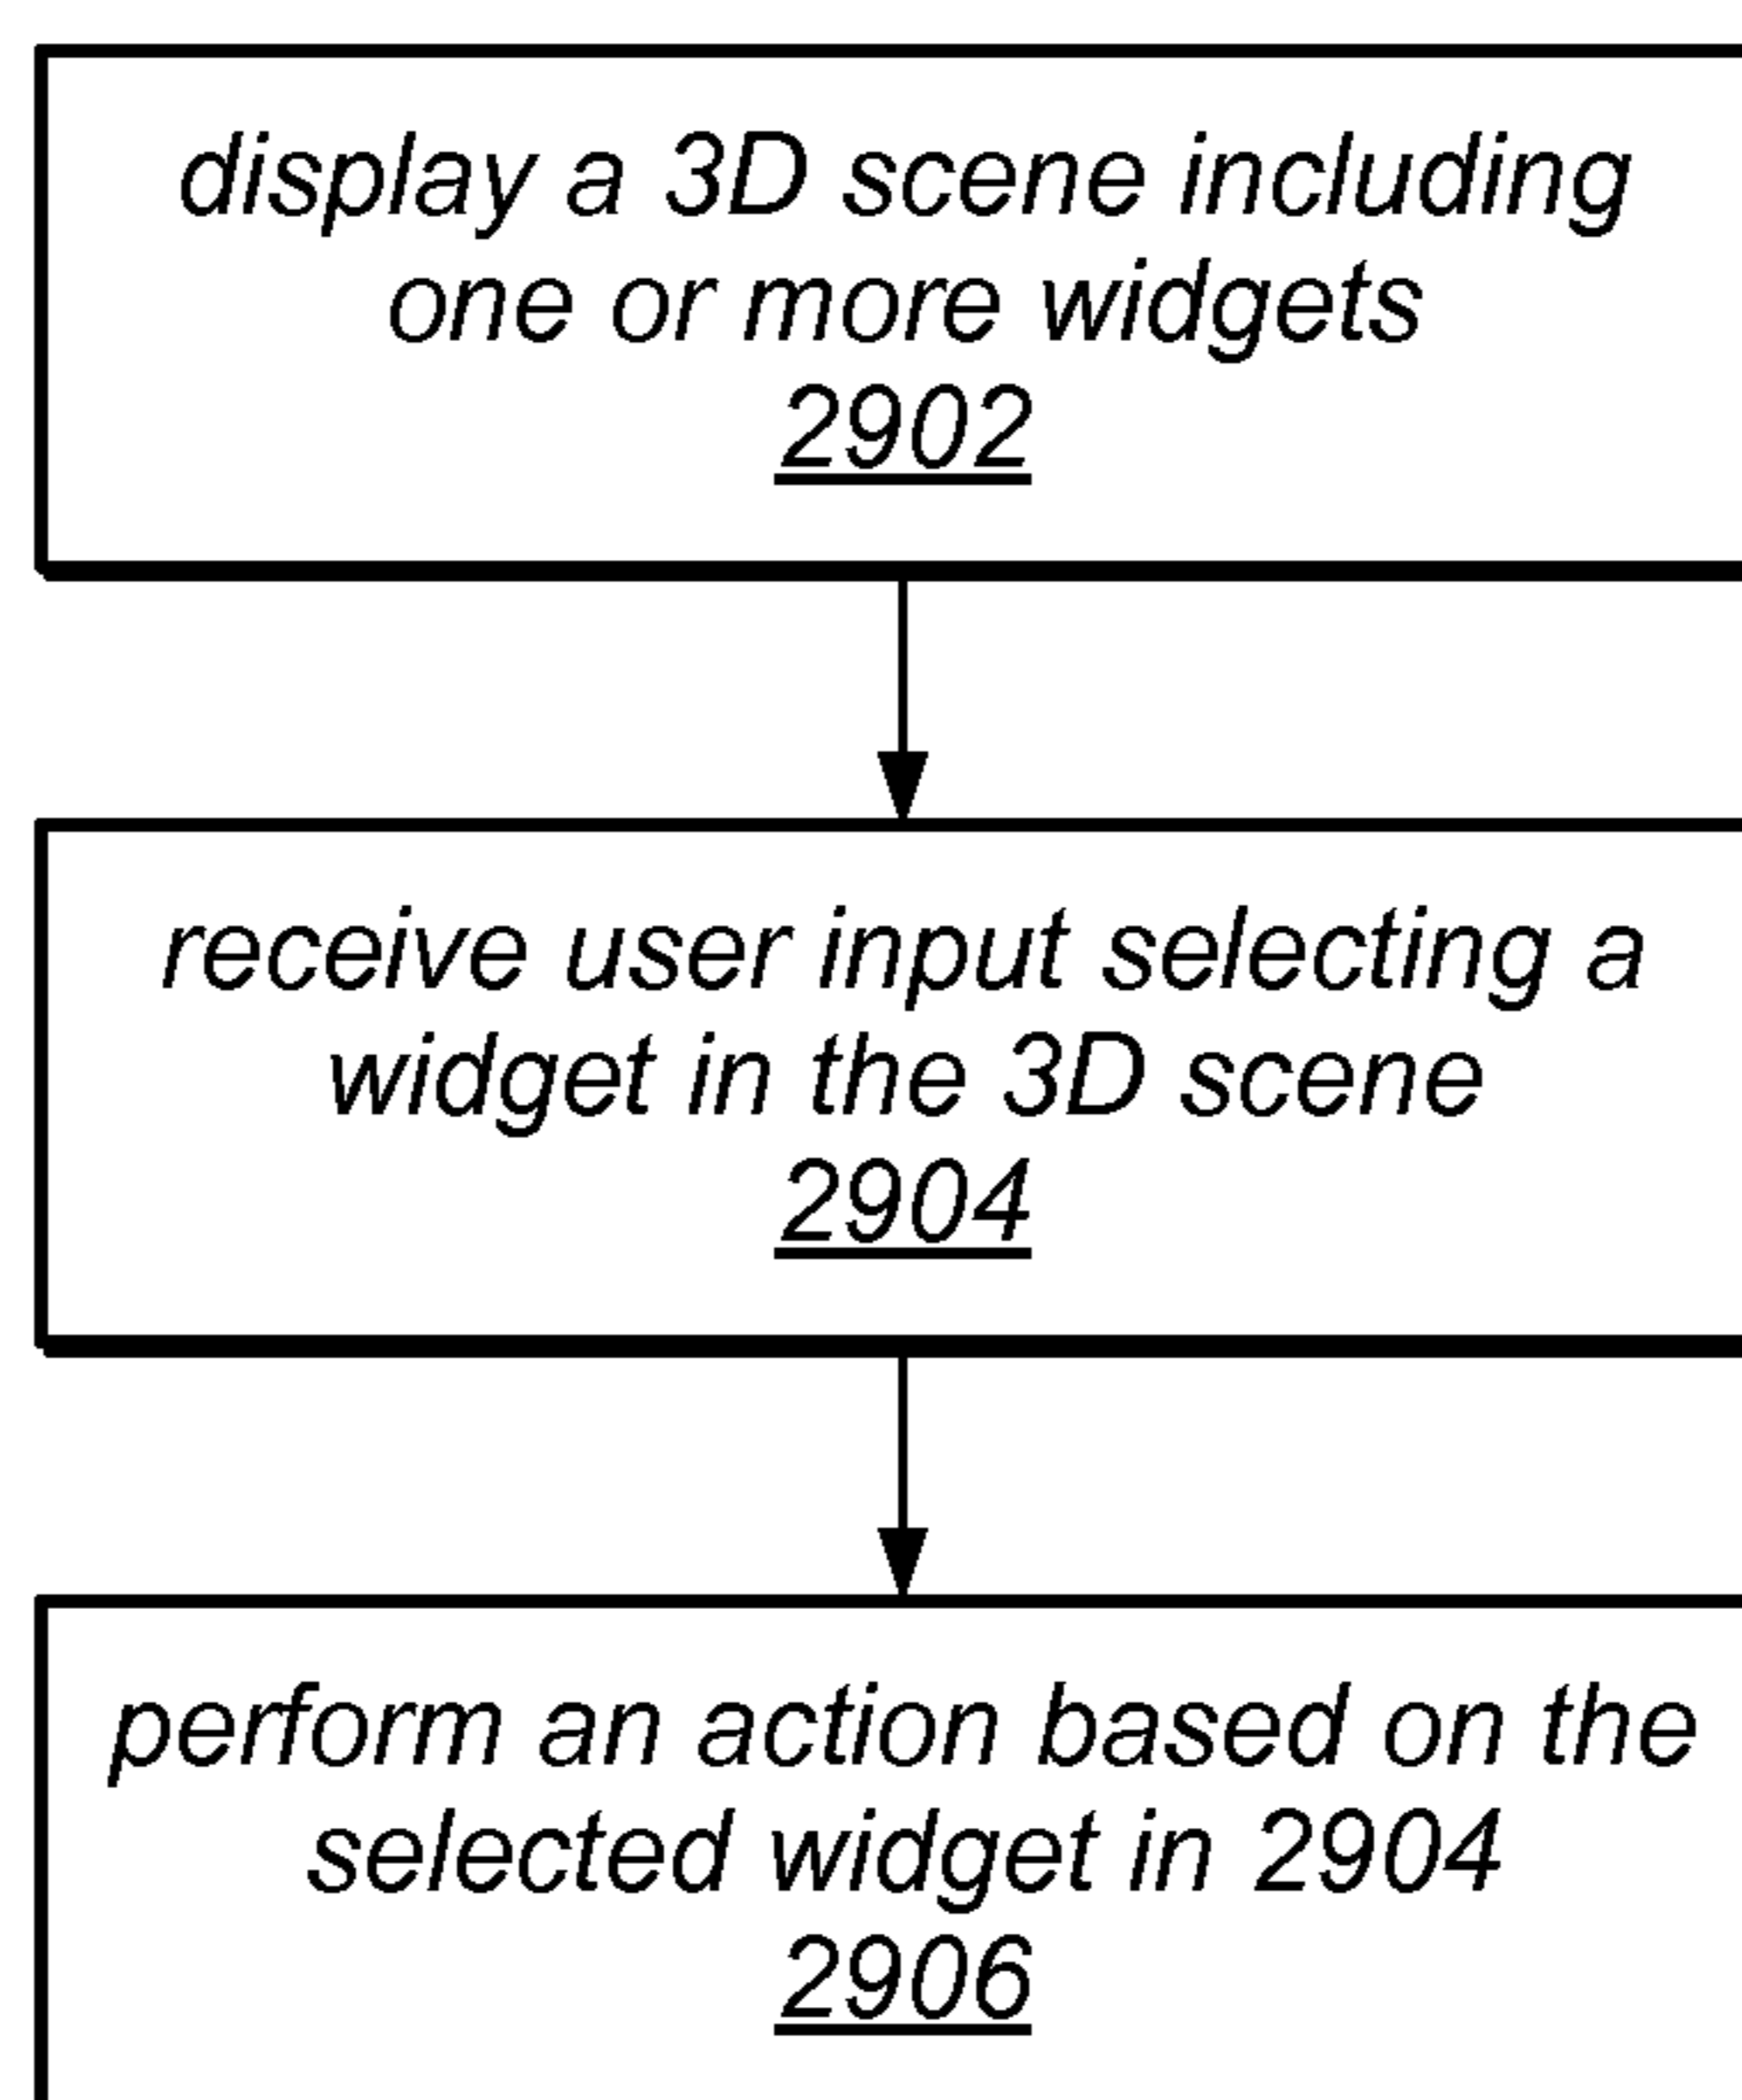 display a 3D scene including
one or more widgets
2902
receive user input selecting a
widget in the 3D scene
2904
perform an action based on the
selected widget in 2904
2906